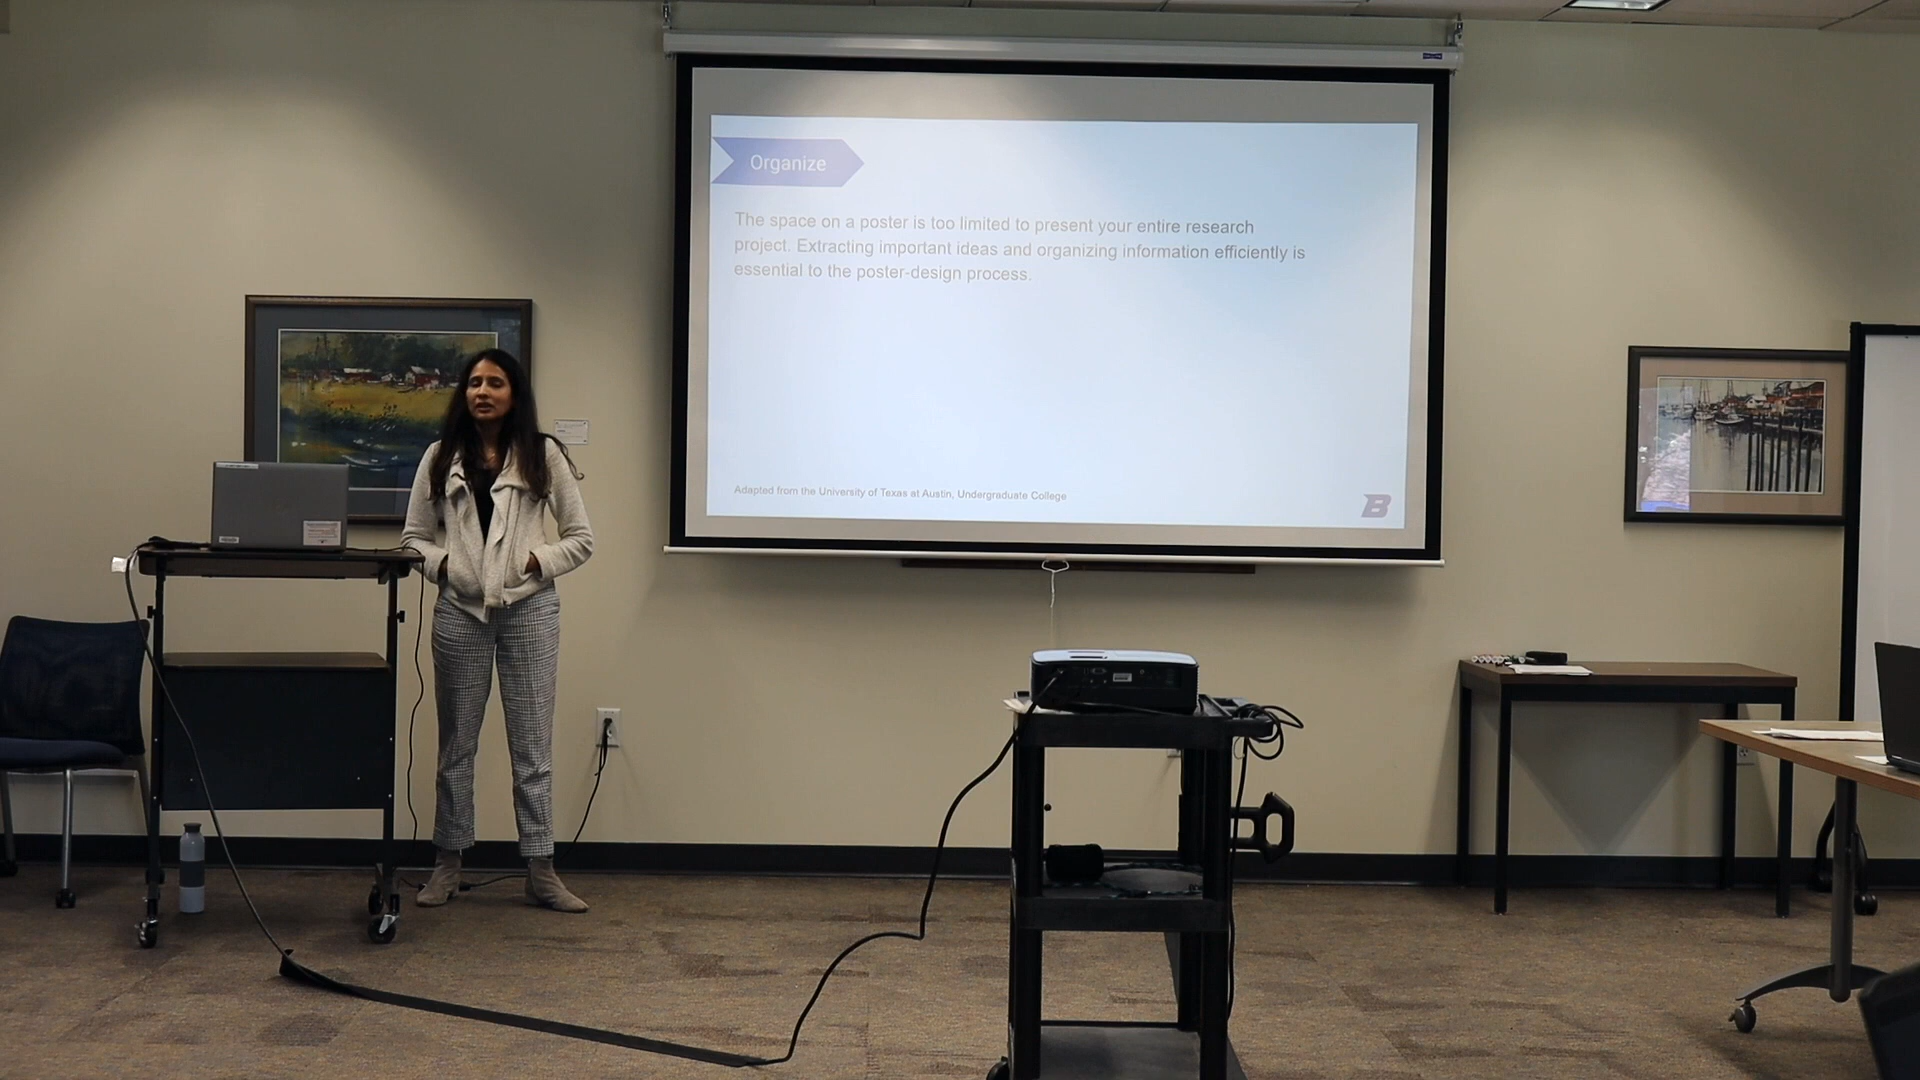 Organize
The space on a poster is too limited to present your entire research
project. Extracting important ideas and organizing information efficiently is
essential to the poster-design process.
Adapted from the University of Texas at Austin, Undergraduate College
B